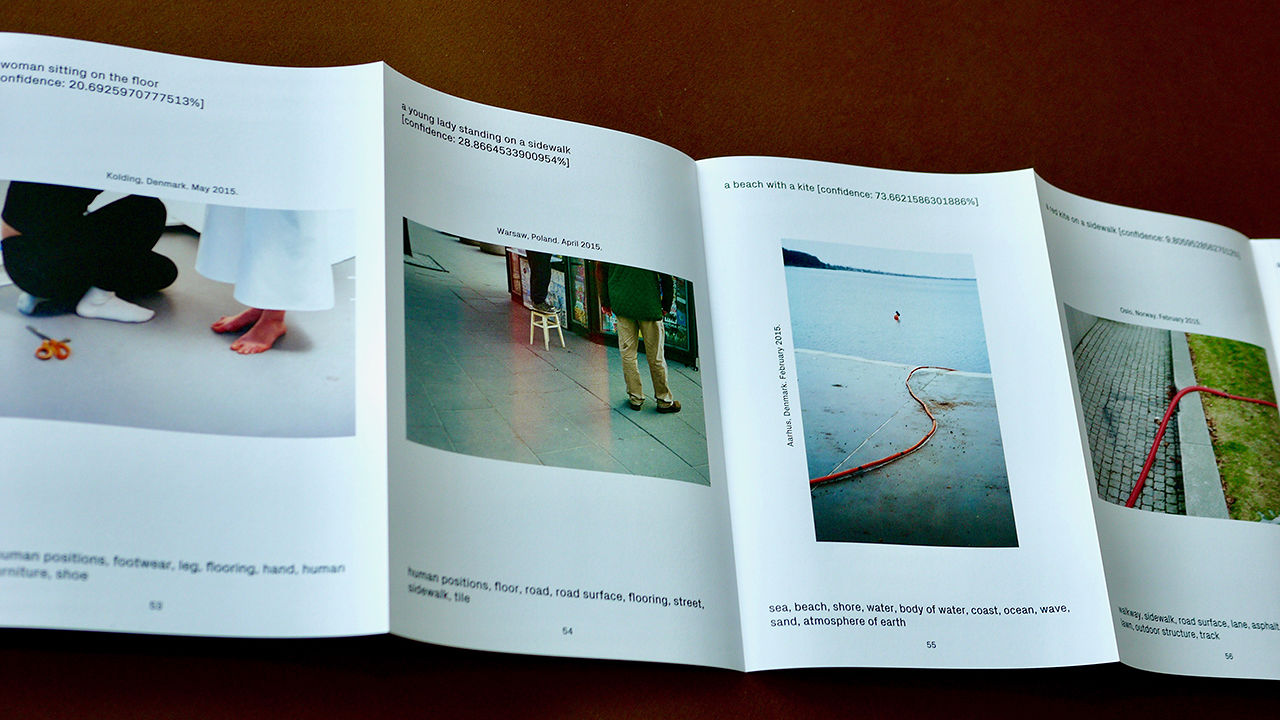 woman sitting on the floor
onfidence: 20.6925970777513%]
Kolding, Denmark. May 2015.
uman positions, footwear, leg, flooring, hand, human
urniture, shoe
53
a young lady standing on a sidewalk
[confidence: 28.8664533900954%]
Warsaw, Poland. April 2015.
human positions, floor, road, road surface, flooring, street,
sidewalk, tile
54
a beach with a kite [confidence: 73.6621586301886%]
Aarhus, Denmark. February 2015.
sea, beach, shore, water, body of water, coast, ocean, wave,
sand, atmosphere of earth
55
a red kite on a sidewalk [confidence:
Oslo, Norway. February 2015.
walkway, sidewalk, road surface, lane, asphalt,
lawn, outdoor structure, track
56